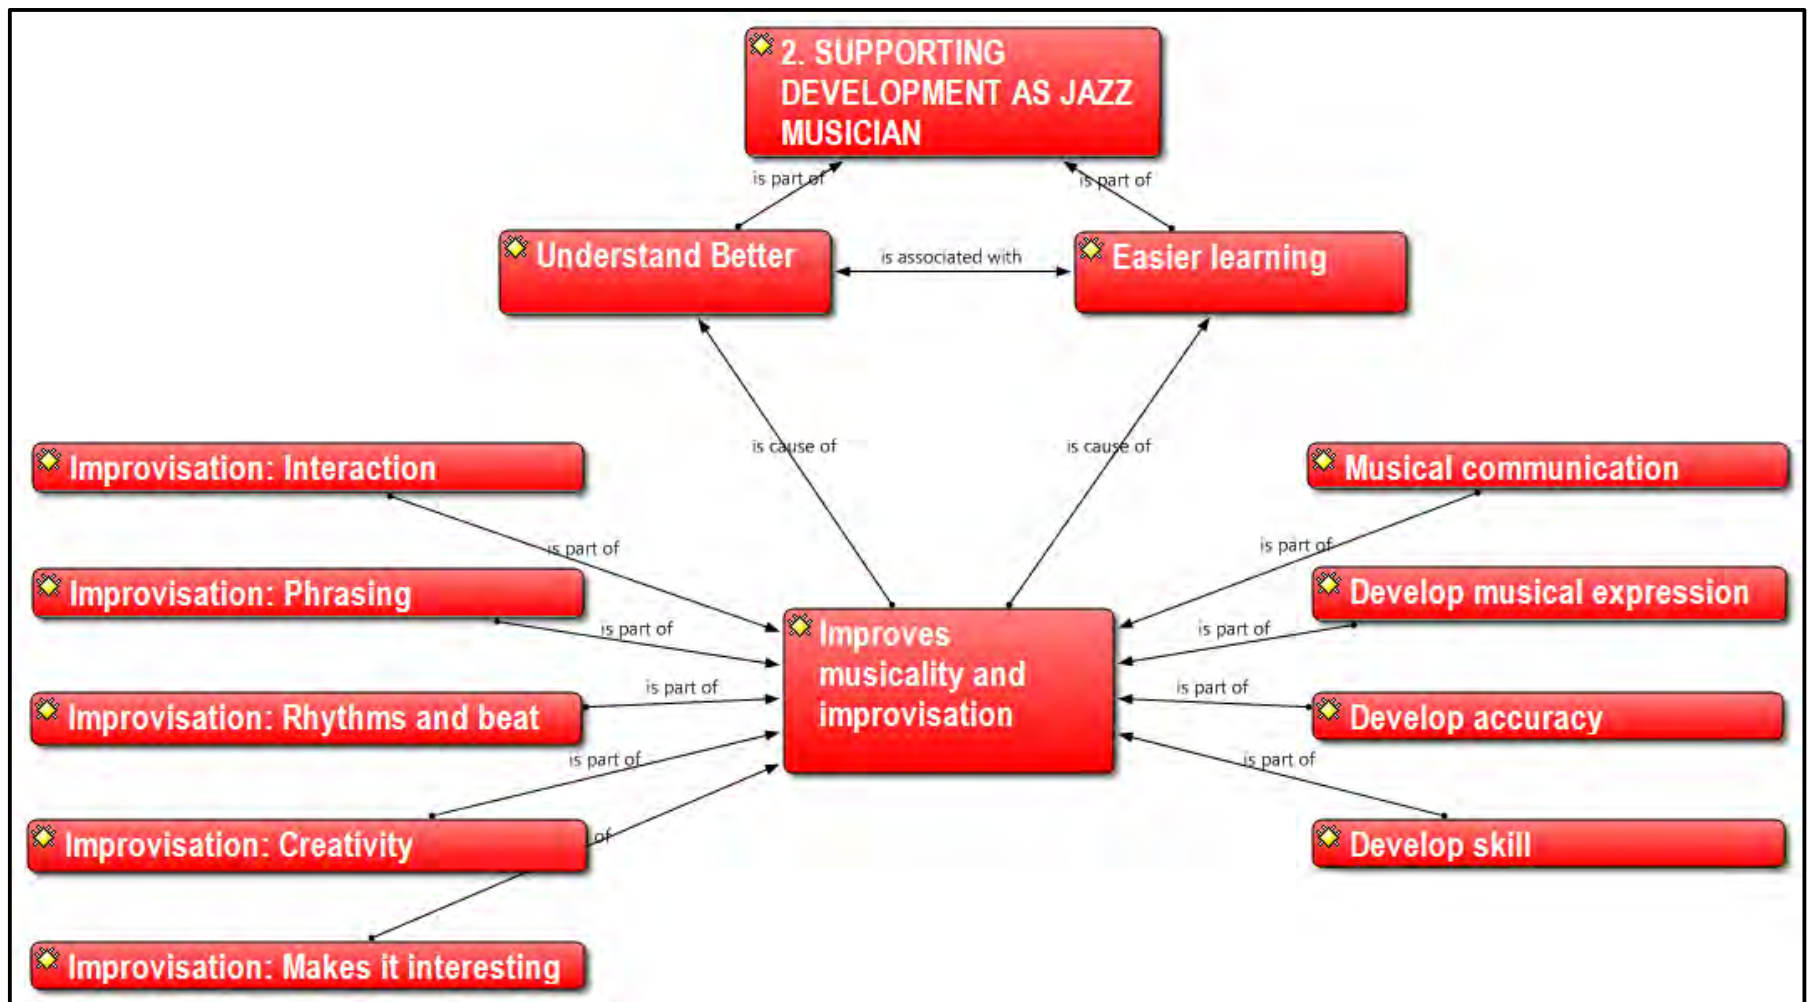 2. SUPPORTING
DEVELOPMENT AS JAZZ
MUSICIAN
is part of
is part of
Understand Better
is associated with
Easier learning
is cause of
is cause of
Improvisation: Interaction
Musical communication
is part of
is part of
Improvisation: Phrasing
Develop musical expression
is part of
is part of
Improves
musicality and
improvisation
is part of
is part of
Improvisation: Rhythms and beat
Develop accuracy
is part of
is part of
Improvisation: Creativity
of
Develop skill
Improvisation: Makes it interesting